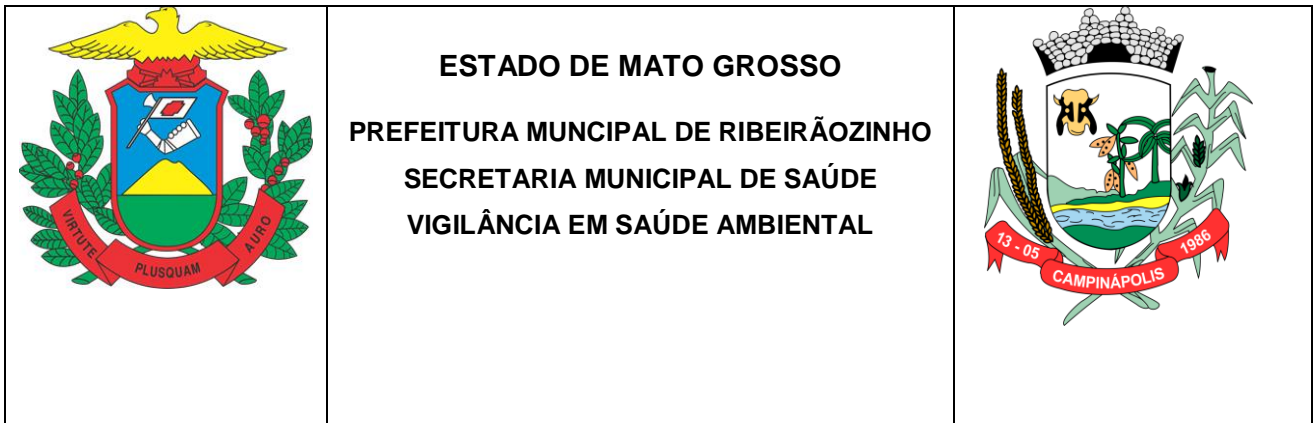 VIRTUTE PLUSQUAM AURO
ESTADO DE MATO GROSSO
PREFEITURA MUNCIPAL DE RIBEIRÃOZINHO
SECRETARIA MUNICIPAL DE SAÚDE
VIGILÂNCIA EM SAÚDE AMBIENTAL
13 - 05 CAMPINÁPOLIS 1986